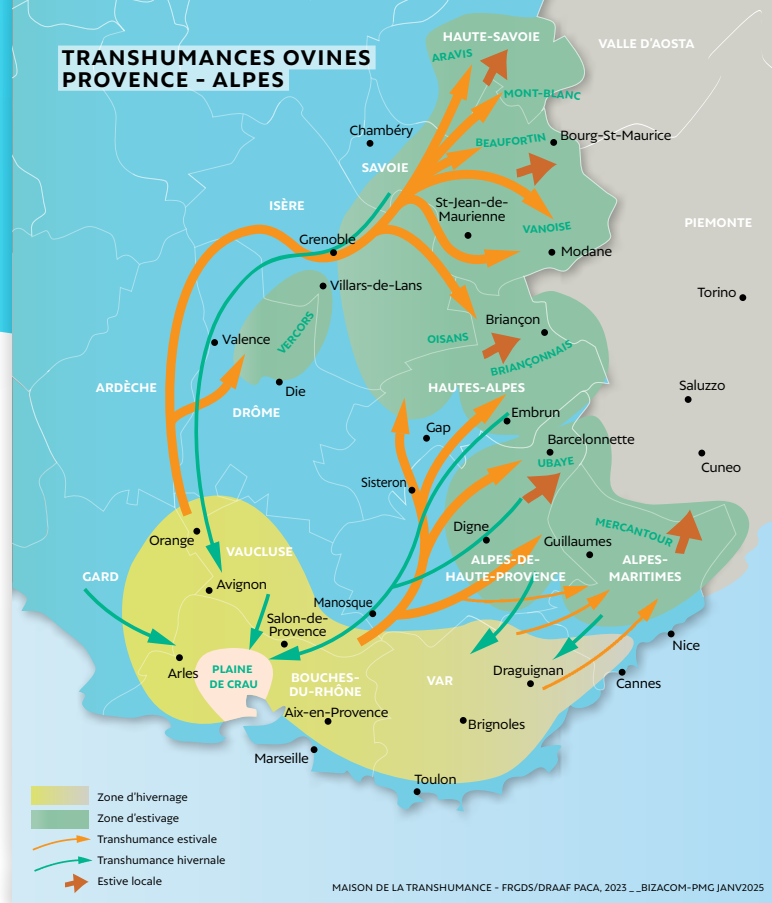 TRANSHUMANCES OVINES
PROVENCE - ALPES
HAUTE-SAVOIE
VALLE D'AOSTA
ARAVIS
MONT-BLANC
Chambéry
BEAUFORTIN
Bourg-St-Maurice
SAVOIE
ISÈRE
St-Jean-de-
Maurienne
VANOISE
PIEMONTE
Grenoble
Modane
Villars-de-Lans
Torino
Valence
VERCORS
OISANS
Briançon
BRIANÇONNAIS
ARDÈCHE
Die
HAUTES-ALPES
Saluzzo
DRÔME
Embrun
Gap
Barcelonnette
UBAYE
Cuneo
Sisteron
Orange
VAUCLUSE
Digne
MERCANTOUR
Guillaumes
GARD
Avignon
ALPES-DE-
HAUTE-PROVENCE
ALPES-
MARITIMES
Manosque
Salon-de-
Provence
Nice
Arles
PLAINE
DE CRAU
BOUCHES-
DU-RHÔNE
VAR
Draguignan
Cannes
Aix-en-Provence
Brignoles
Marseille
Toulon
Zone d'hivernage
Zone d'estivage
Transhumance estivale
Transhumance hivernale
Estive locale
MAISON DE LA TRANSHUMANCE - FRGDS/DRAAF PACA, 2023 _ _BIZACOM-PMG JANV2025